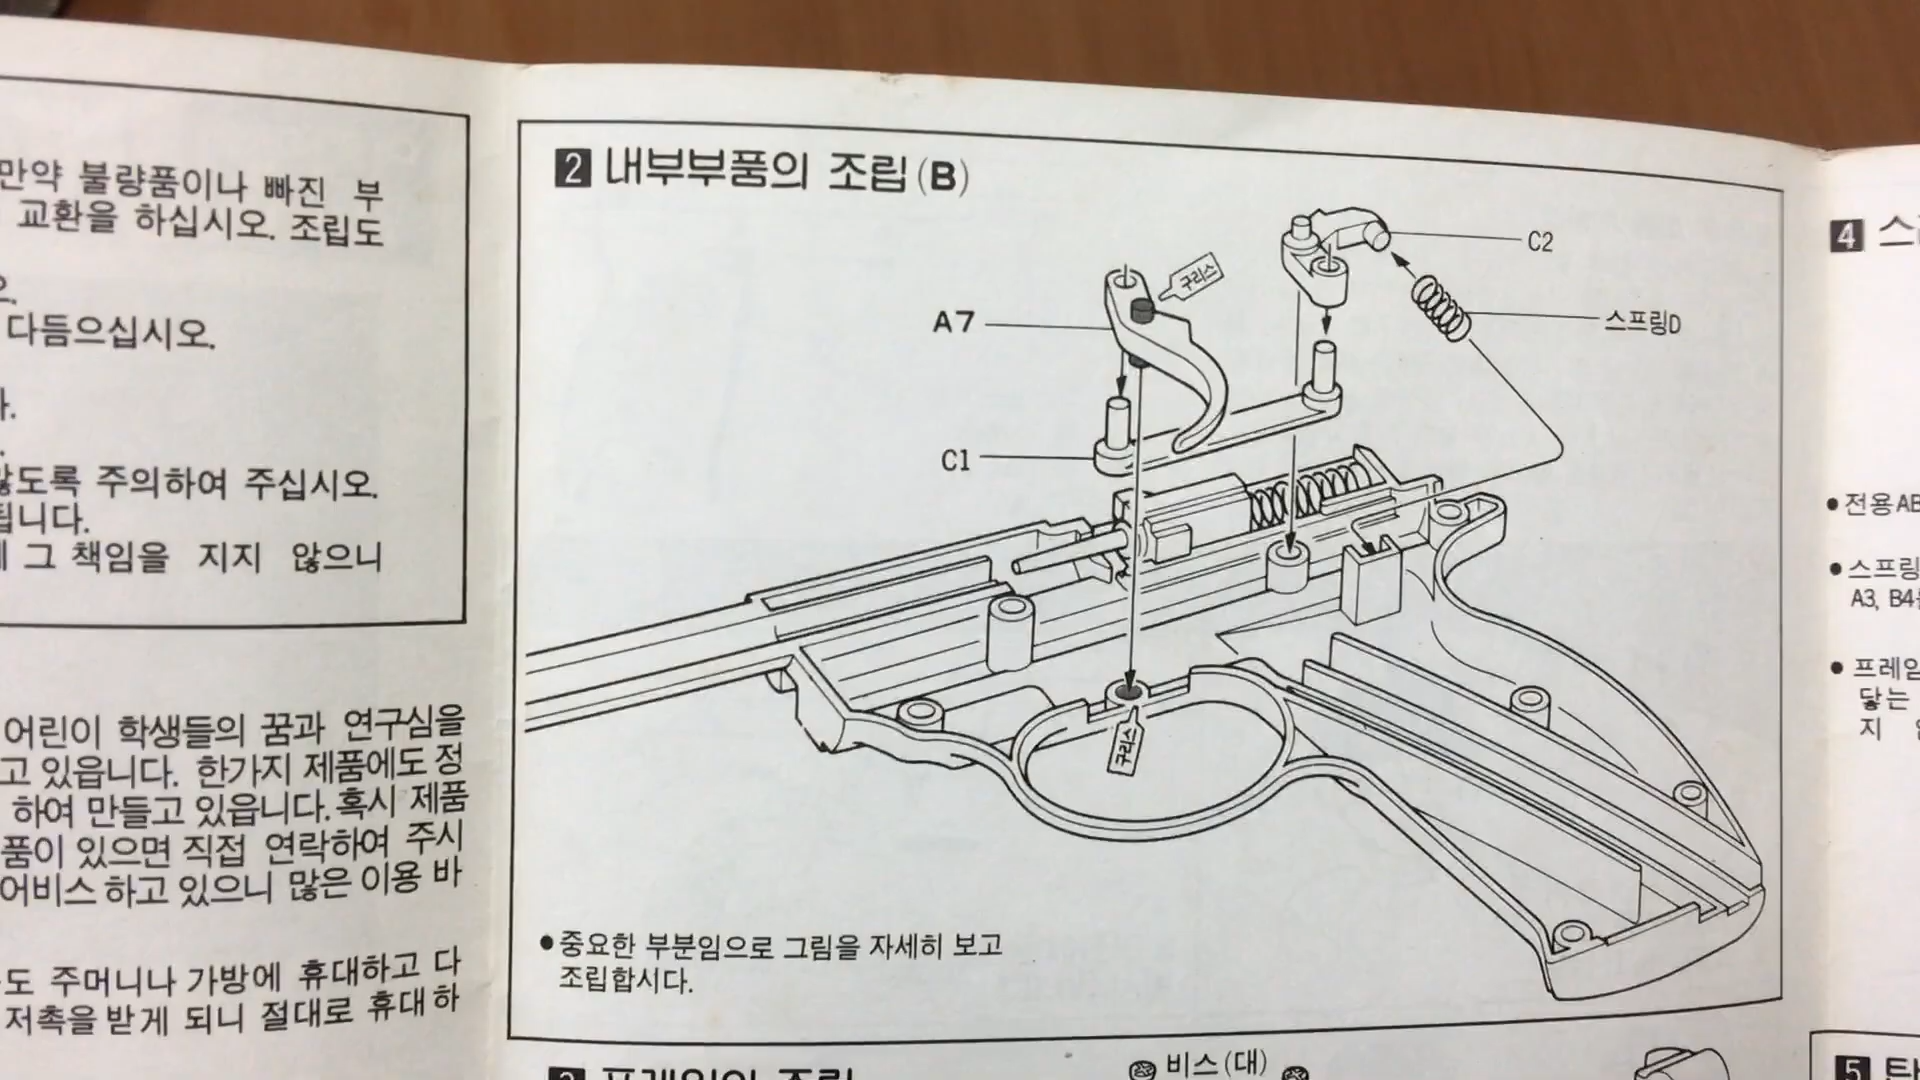 만약 불량품이나 빠진 부
교환을 하십시오. 조립도
다듬으십시오.
않도록 주의하여 주십시오.
됩니다.
그 책임을 지지 않으니
어린이 학생들의 꿈과 연구심을
고 있읍니다. 한가지 제품에도 정
하여 만들고 있읍니다. 혹시 제품
품이 있으면 직접 연락하여 주시
어비스 하고 있으니 많은 이용 바
도 주머니나 가방에 휴대하고 다
저촉을 받게 되니 절대로 휴대하
2 내부부품의 조립(B)
C2
구리스
A7
스프링D
C1
구리스
●중요한 부분임으로 그림을 자세히 보고
조립합시다.
비스(대)
4
●전용AB
●스프링
A3, B4
●프레임
닿는
지
5